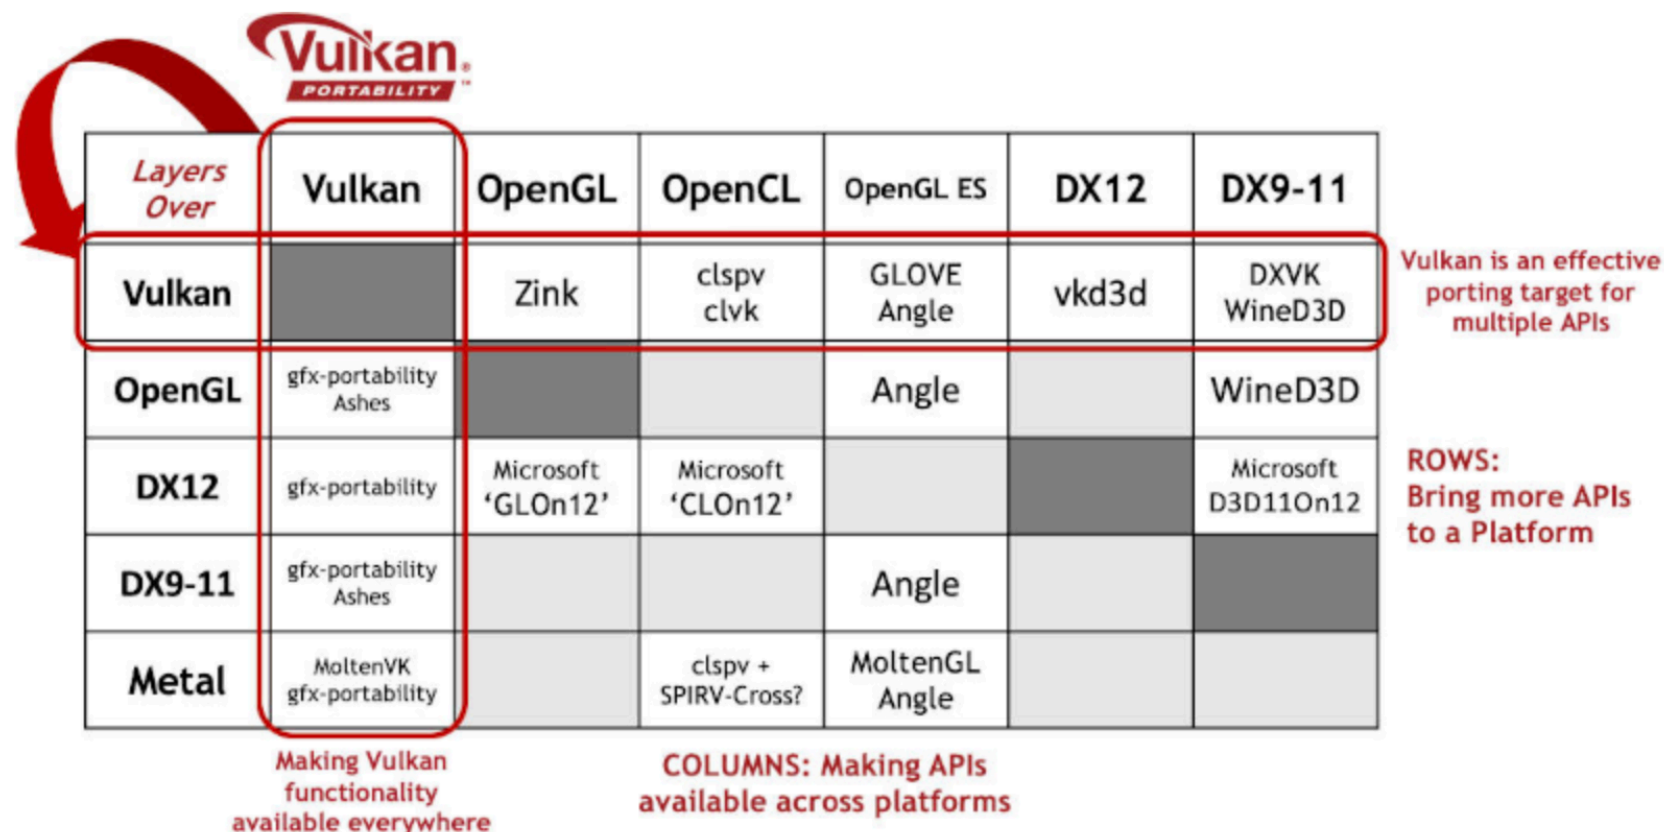 Vulkan®
PORTABILITY™
Layers
Over
Vulkan
OpenGL
OpenCL
OpenGL ES
DX12
DX9-11
Vulkan
Zink
clspv
clvk
GLOVE
Angle
vkd3d
DXVK
WineD3D
Vulkan is an effective
porting target for
multiple APIs
OpenGL
gfx-portability
Ashes
Angle
WineD3D
DX12
gfx-portability
Microsoft
‘GLOn12’
Microsoft
‘CLOn12’
Microsoft
D3D11On12
ROWS:
Bring more APIs
to a Platform
DX9-11
gfx-portability
Ashes
Angle
Metal
MoltenVK
gfx-portability
clspv +
SPIRV-Cross?
MoltenGL
Angle
Making Vulkan
functionality
available everywhere
COLUMNS: Making APIs
available across platforms